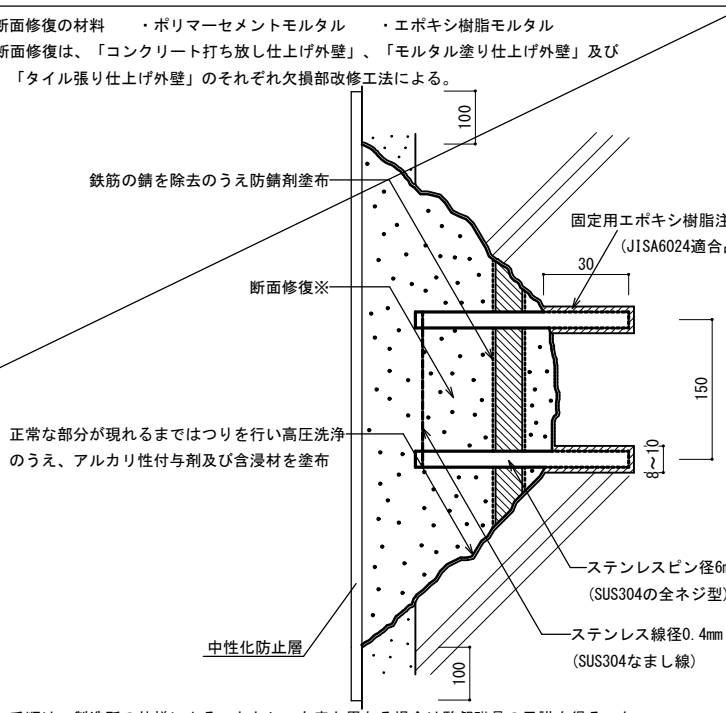 断面修復の材料　・ポリマーセメントモルタル　・エポキシ樹脂モルタル
断面修復は、「コンクリート打ち放し仕上げ外壁」、「モルタル塗り仕上げ外壁」及び
「タイル張り仕上げ外壁」のそれぞれ欠損部改修工法による。
100
鉄筋の錆を除去のうえ防錆剤塗布
固定用エポキシ樹脂注
(JISA6024適合
30
断面修復※
150
正常な部分が現れるまではつりを行い高圧洗浄
のうえ、アルカリ性付与剤及び含浸材を塗布
8～10
ステンレスピン径6m
(SUS304の全ネジ型)
ステンレス線径0.4mm
(SUS304なまし線)
中性化防止層
100